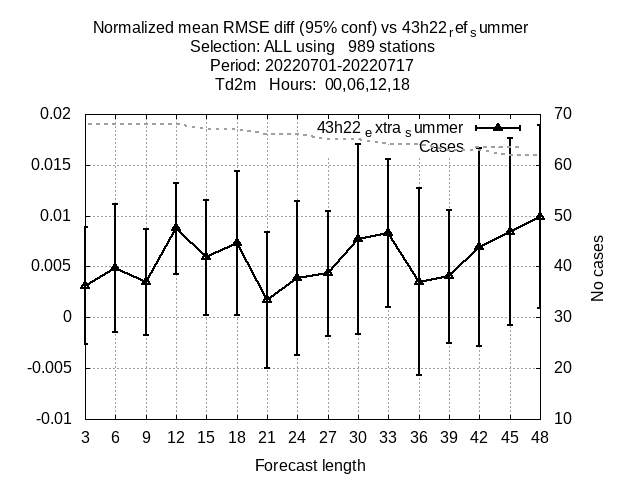 Normalized mean RMSE diff (95% conf) vs 43h22refsummer
Selection: ALL using 989 stations
Period: 20220701-20220717
Td2m Hours: 00,06,12,18
43h22extrasummer
Cases
0.02
0.015
0.01
0.005
0
-0.005
-0.01
70
60
50
40
30
20
10
No cases
3 6 9 12 15 18 21 24 27 30 33 36 39 42 45 48
Forecast length